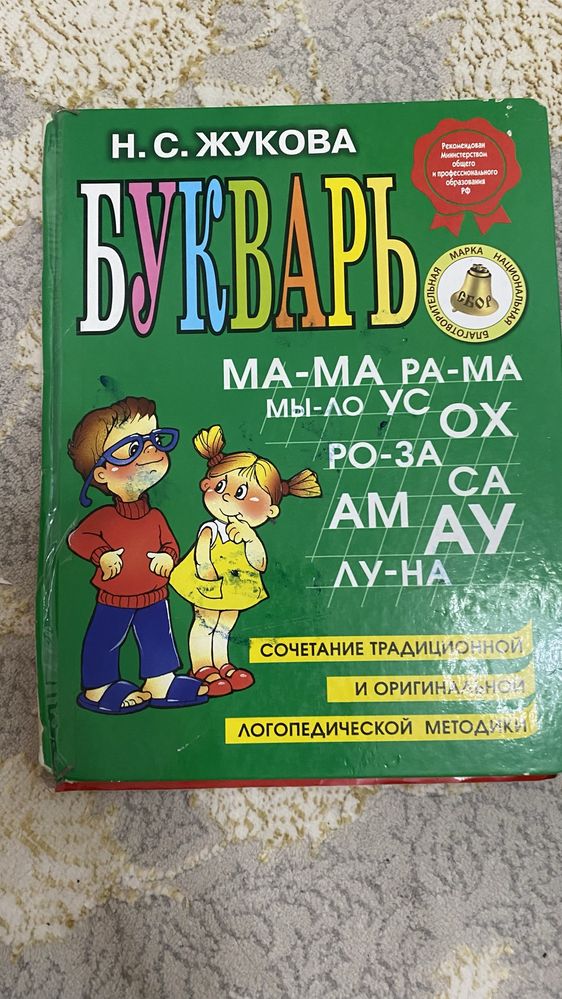 Н. С. ЖУКОВА
БУКВАРЬ
Рекомендован
Министерством
общего
и профессионального
образования
РФ
БЛАГОТВОРИТЕЛЬНАЯ МАРКА НАЦИОНАЛЬНАЯ
СБОР
МА-МА РА-МА
МЫ-ЛО УС ОХ
РО-ЗА СА
АМ АУ
ЛУ-НА
СОЧЕТАНИЕ ТРАДИЦИОННОЙ
И ОРИГИНАЛЬНОЙ
ЛОГОПЕДИЧЕСКОЙ МЕТОДИКИ